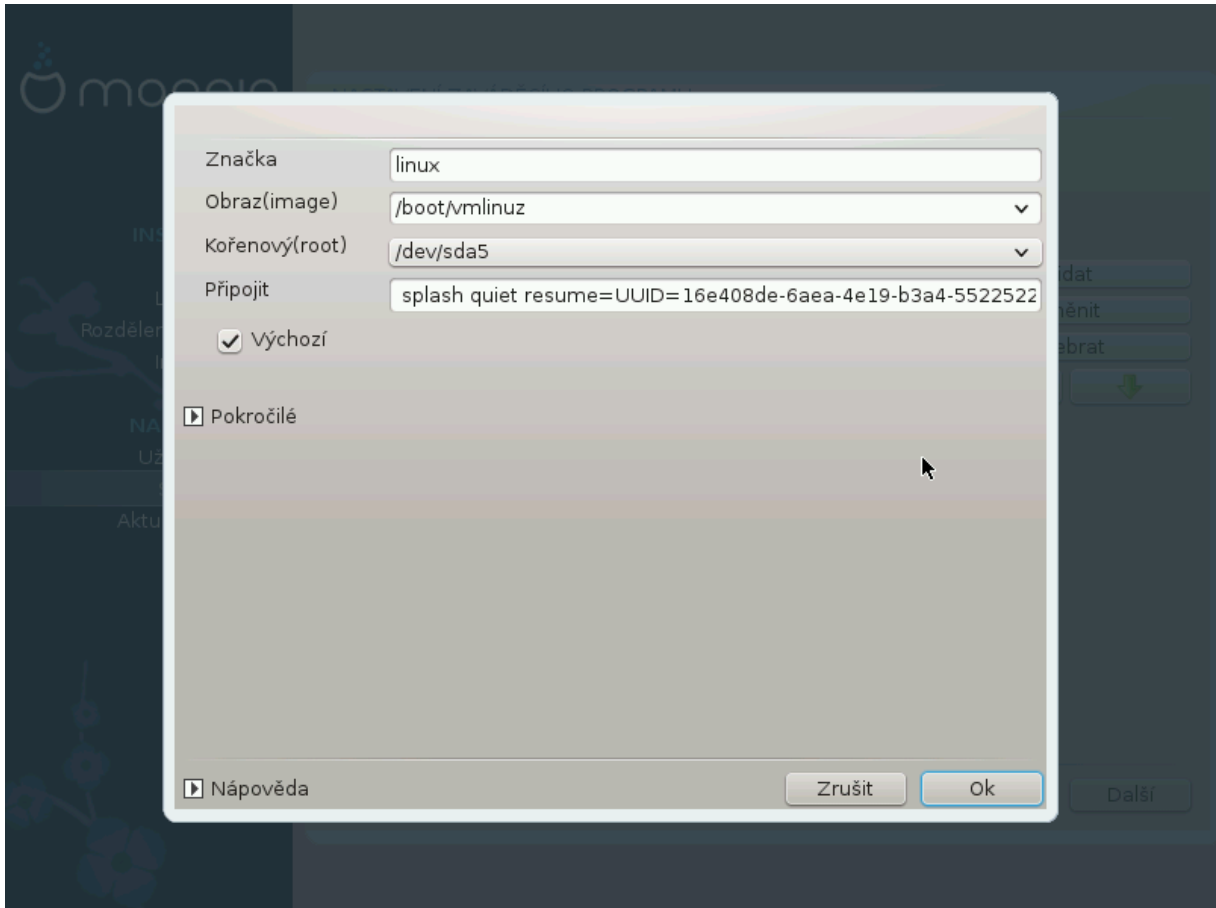 Značka
linux
Obraz(image)
/boot/vmlinuz
Kořenový(root)
/dev/sda5
Připojit
splash quiet resume=UUID=16e408de-6aea-4e19-b3a4-5522522
Výchozí
Pokročilé
Nápověda
Zrušit
Ok
Další